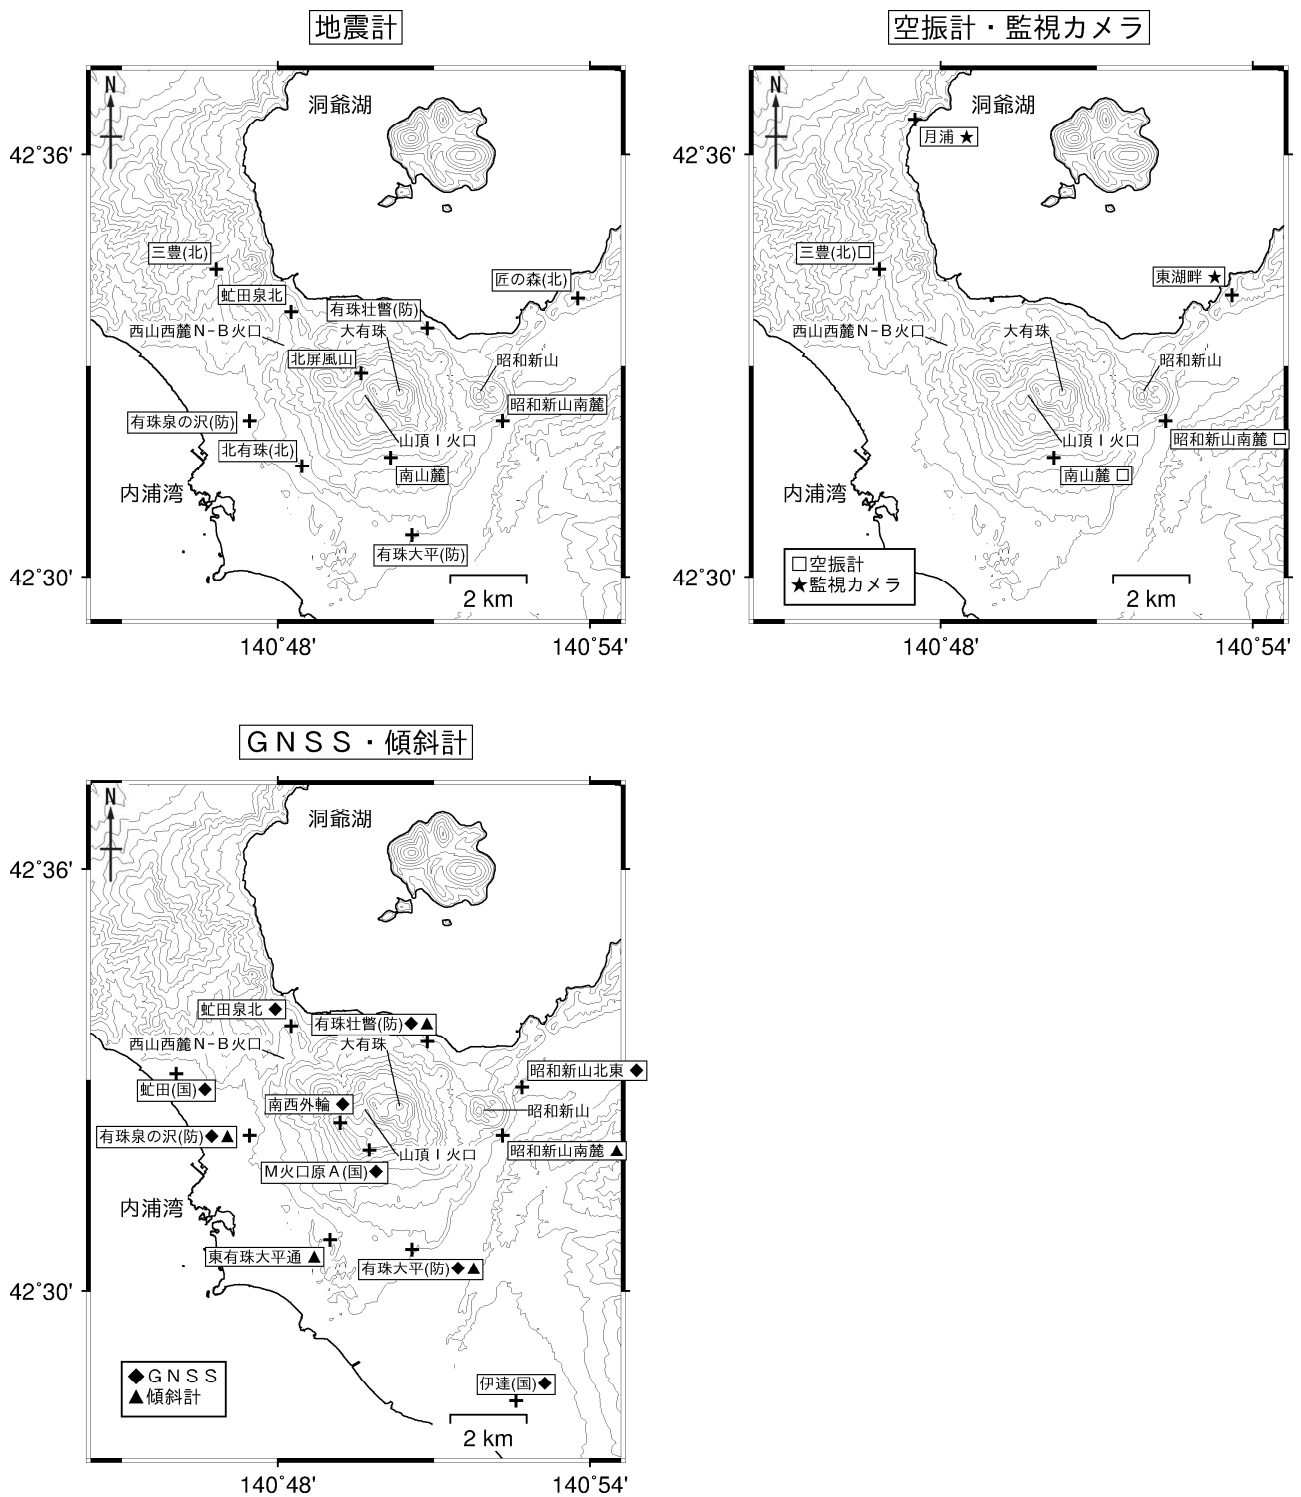 地震計
N
洞爺湖
42˚36'
三豊(北)
匠の森(北)
虻田泉北
有珠壮瞥(防)
西山西麓N−B火口
大有珠
北屏風山
昭和新山
昭和新山南麓
有珠泉の沢(防)
山頂Ⅰ火口
北有珠(北)
南山麓
内浦湾
有珠大平(防)
42˚30'
2 km
140˚48'
140˚54'
空振計・監視カメラ
N
洞爺湖
月浦 ★
42˚36'
三豊(北)□
東湖畔 ★
西山西麓N−B火口
大有珠
昭和新山
山頂Ⅰ火口
昭和新山南麓 □
南山麓 □
内浦湾
□空振計
★監視カメラ
42˚30'
2 km
140˚48'
140˚54'
ＧＮＳＳ・傾斜計
N
洞爺湖
42˚36'
虻田泉北 ◆
有珠壮瞥(防)◆▲
西山西麓N−B火口
大有珠
昭和新山北東 ◆
虻田(国)◆
南西外輪 ◆
昭和新山
有珠泉の沢(防)◆▲
山頂Ⅰ火口
昭和新山南麓 ▲
M火口原A(国)◆
内浦湾
東有珠大平通 ▲
有珠大平(防)◆▲
42˚30'
◆ＧＮＳＳ
▲傾斜計
伊達(国)◆
2 km
140˚48'
140˚54'